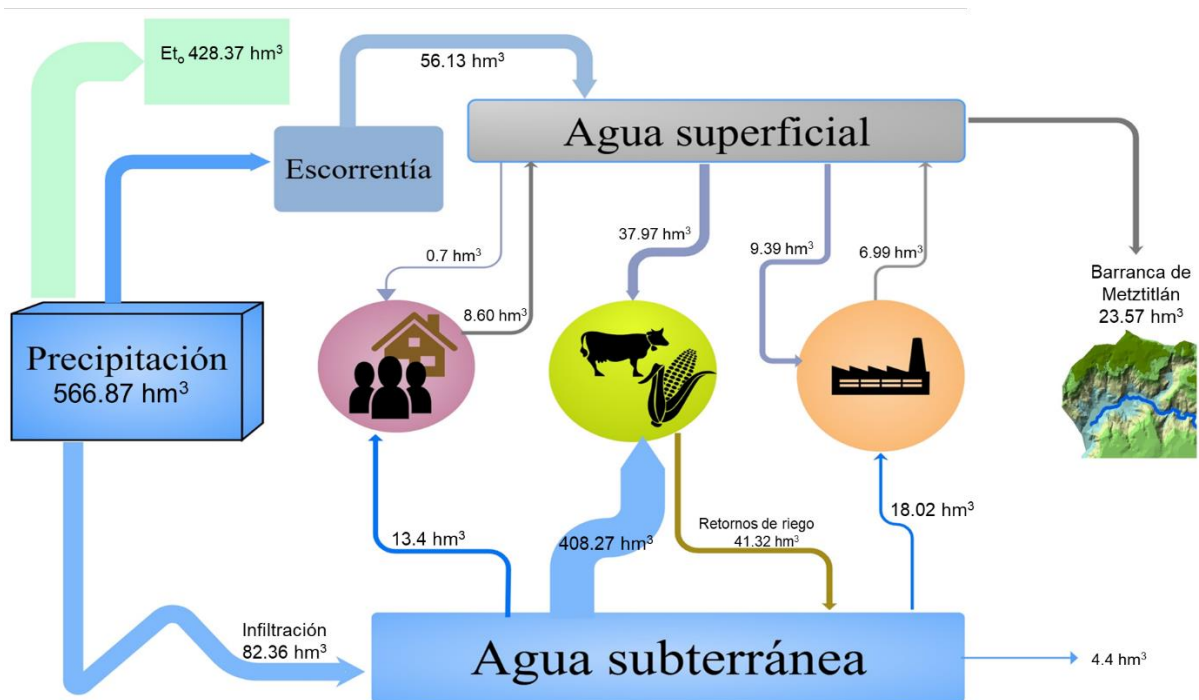 Etₒ 428.37 hm³
56.13 hm³
Agua superficial
Escorrentía
37.97 hm³
9.39 hm³
6.99 hm³
0.7 hm³
Barranca de
Metztitlán
23.57 hm³
8.60 hm³
Precipitación
566.87 hm³
Retornos de riego
41.32 hm³
18.02 hm³
13.4 hm³
408.27 hm³
Infiltración
82.36 hm³
Agua subterránea
4.4 hm³